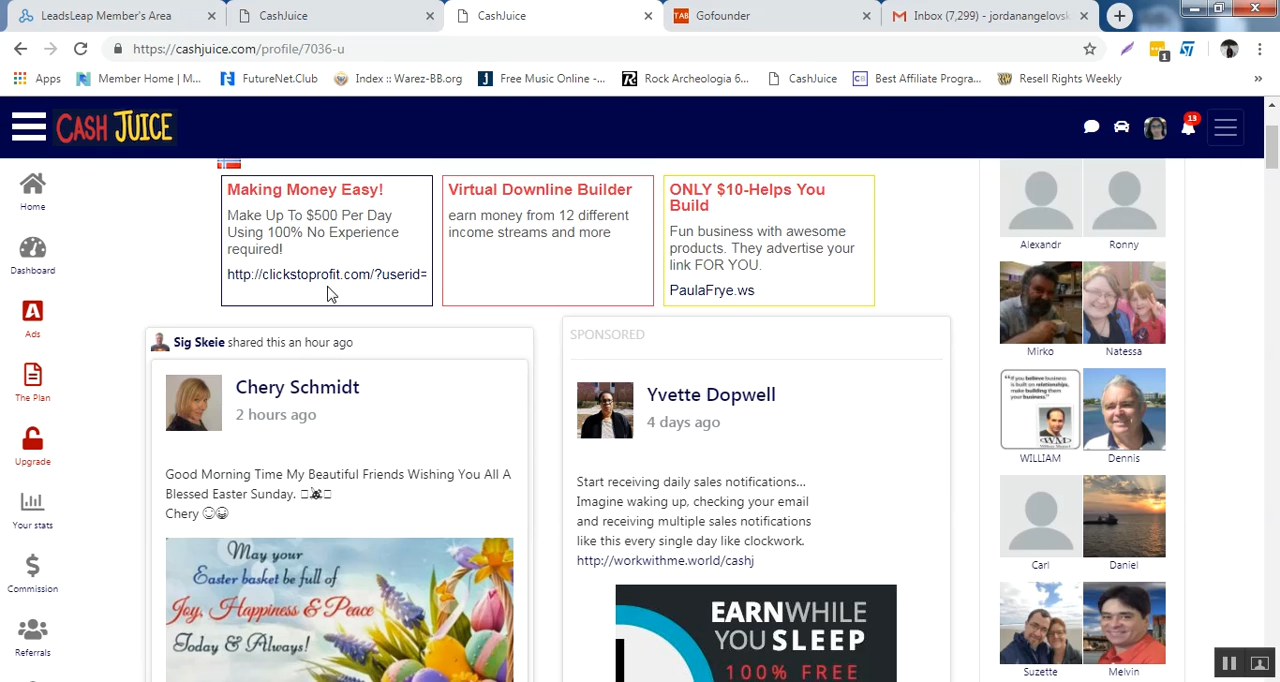 LeadsLeap Member's Area
CashJuice
CashJuice
TAB
Gofounder
Inbox (7,299) - jordanangelovsk
https://cashjuice.com/profile/7036-u
1
Apps
Member Home | M...
FutureNet.Club
Index :: Warez-BB.org
Free Music Online -...
Rock Archeologia 6...
CashJuice
Best Affiliate Progra...
Resell Rights Weekly
»
CASH JUICE
13
Home
Dashboard
Ads
The Plan
Upgrade
Your stats
Commission
Referrals
Making Money Easy!
Make Up To $500 Per Day
Using 100% No Experience
required!
http://clickstoprofit.com/?userid=
Virtual Downline Builder
earn money from 12 different
income streams and more
ONLY $10-Helps You
Build
Fun business with awesome
products. They advertise your
link FOR YOU.
PaulaFrye.ws
Sig Skeie shared this an hour ago
Chery Schmidt
2 hours ago
Good Morning Time My Beautiful Friends Wishing You All A
Blessed Easter Sunday.
Chery
May your
Easter basket be full of
Joy, Happiness & Peace
Today & Always!
SPONSORED
Yvette Dopwell
4 days ago
Start receiving daily sales notifications...
Imagine waking up, checking your email
and receiving multiple sales notifications
like this every single day like clockwork.
http://workwithme.world/cashj
EARNWHILE
YOU SLEEP
100% FREE
Alexandr
Ronny
Mirko
Natessa
WILLIAM
Dennis
Carl
Daniel
Suzette
Melvin